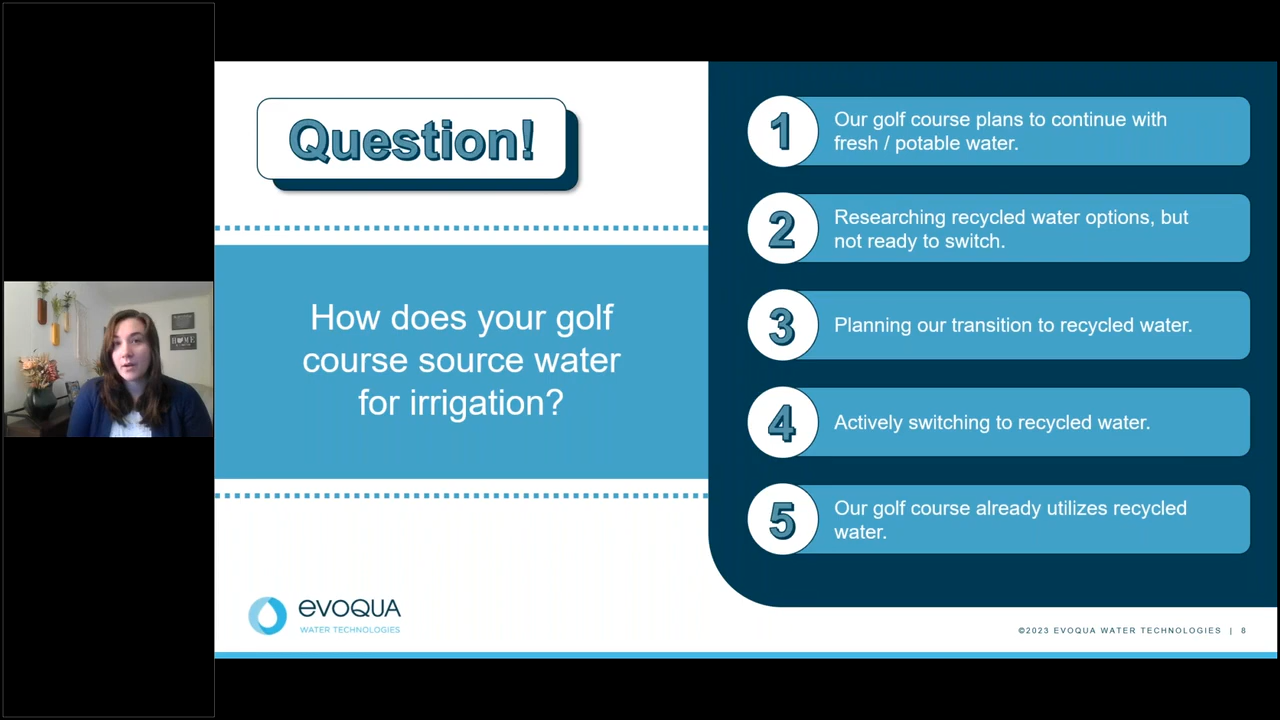 Question!
How does your golf
course source water
for irrigation?
1
Our golf course plans to continue with
fresh / potable water.
2
Researching recycled water options, but
not ready to switch.
3
Planning our transition to recycled water.
4
Actively switching to recycled water.
5
Our golf course already utilizes recycled
water.
HOME
evoQUA
WATER TECHNOLOGIES
©2023 EVOQUA WATER TECHNOLOGIES | 8